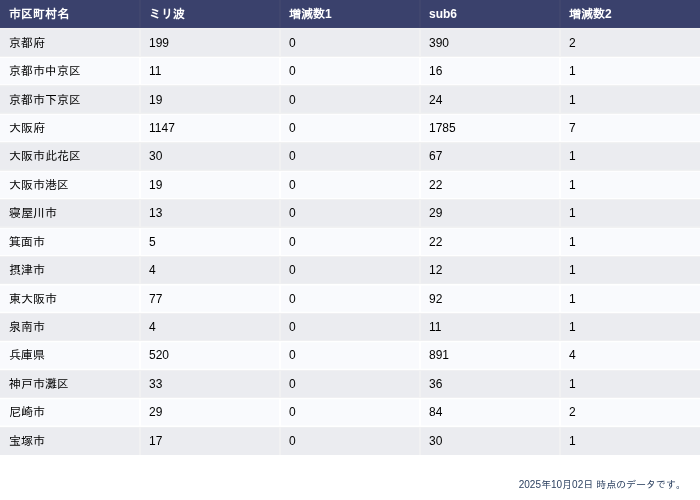 市区町村名 ミリ波 増減数1 sub6 増減数2
京都府 199 0 390 2
京都市中京区 11 0 16 1
京都市下京区 19 0 24 1
大阪府 1147 0 1785 7
大阪市此花区 30 0 67 1
大阪市港区 19 0 22 1
寝屋川市 13 0 29 1
箕面市 5 0 22 1
摂津市 4 0 12 1
東大阪市 77 0 92 1
泉南市 4 0 11 1
兵庫県 520 0 891 4
神戸市灘区 33 0 36 1
尼崎市 29 0 84 2
宝塚市 17 0 30 1
2025年10月02日 時点のデータです。